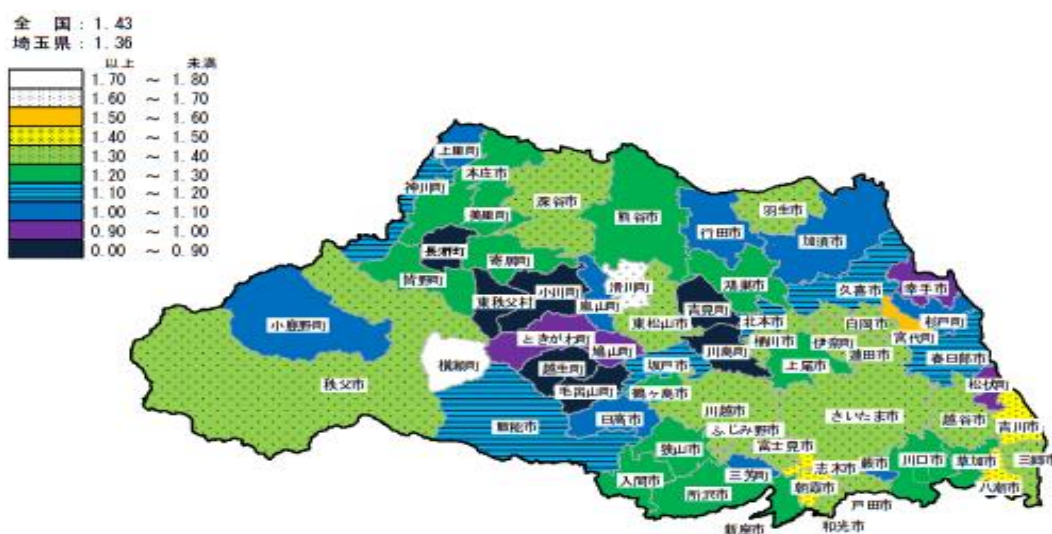 全 国 : 1.43
埼玉県 : 1.36
以上 未満
1.70 ～ 1.80
1.60 ～ 1.70
1.50 ～ 1.60
1.40 ～ 1.50
1.30 ～ 1.40
1.20 ～ 1.30
1.10 ～ 1.20
1.00 ～ 1.10
0.90 ～ 1.00
0.00 ～ 0.90
上里町
本庄市
神川町
深谷市
美里町
熊谷市
羽生市
行田市
加須市
長瀞町
寄居町
皆野町
小川町
滑川町
鴻巣市
久喜市
幸手市
東秩父村
嵐山町
吉見町
小鹿野町
東松山市
北本市
白岡市
杉戸町
ときがわ町
桶川市
伊奈町
宮代町
鳩山町
川島町
蓮田市
春日部市
横瀬町
越生町
坂戸市
上尾市
秩父市
毛呂山町
鶴ヶ島市
松伏町
川越市
さいたま市
越谷市
飯能市
日高市
ふじみ野市
吉川市
狭山市
富士見市
入間市
三芳町
志木市
蕨市
川口市
草加市
三郷市
所沢市
朝霞市
八潮市
戸田市
新座市
和光市